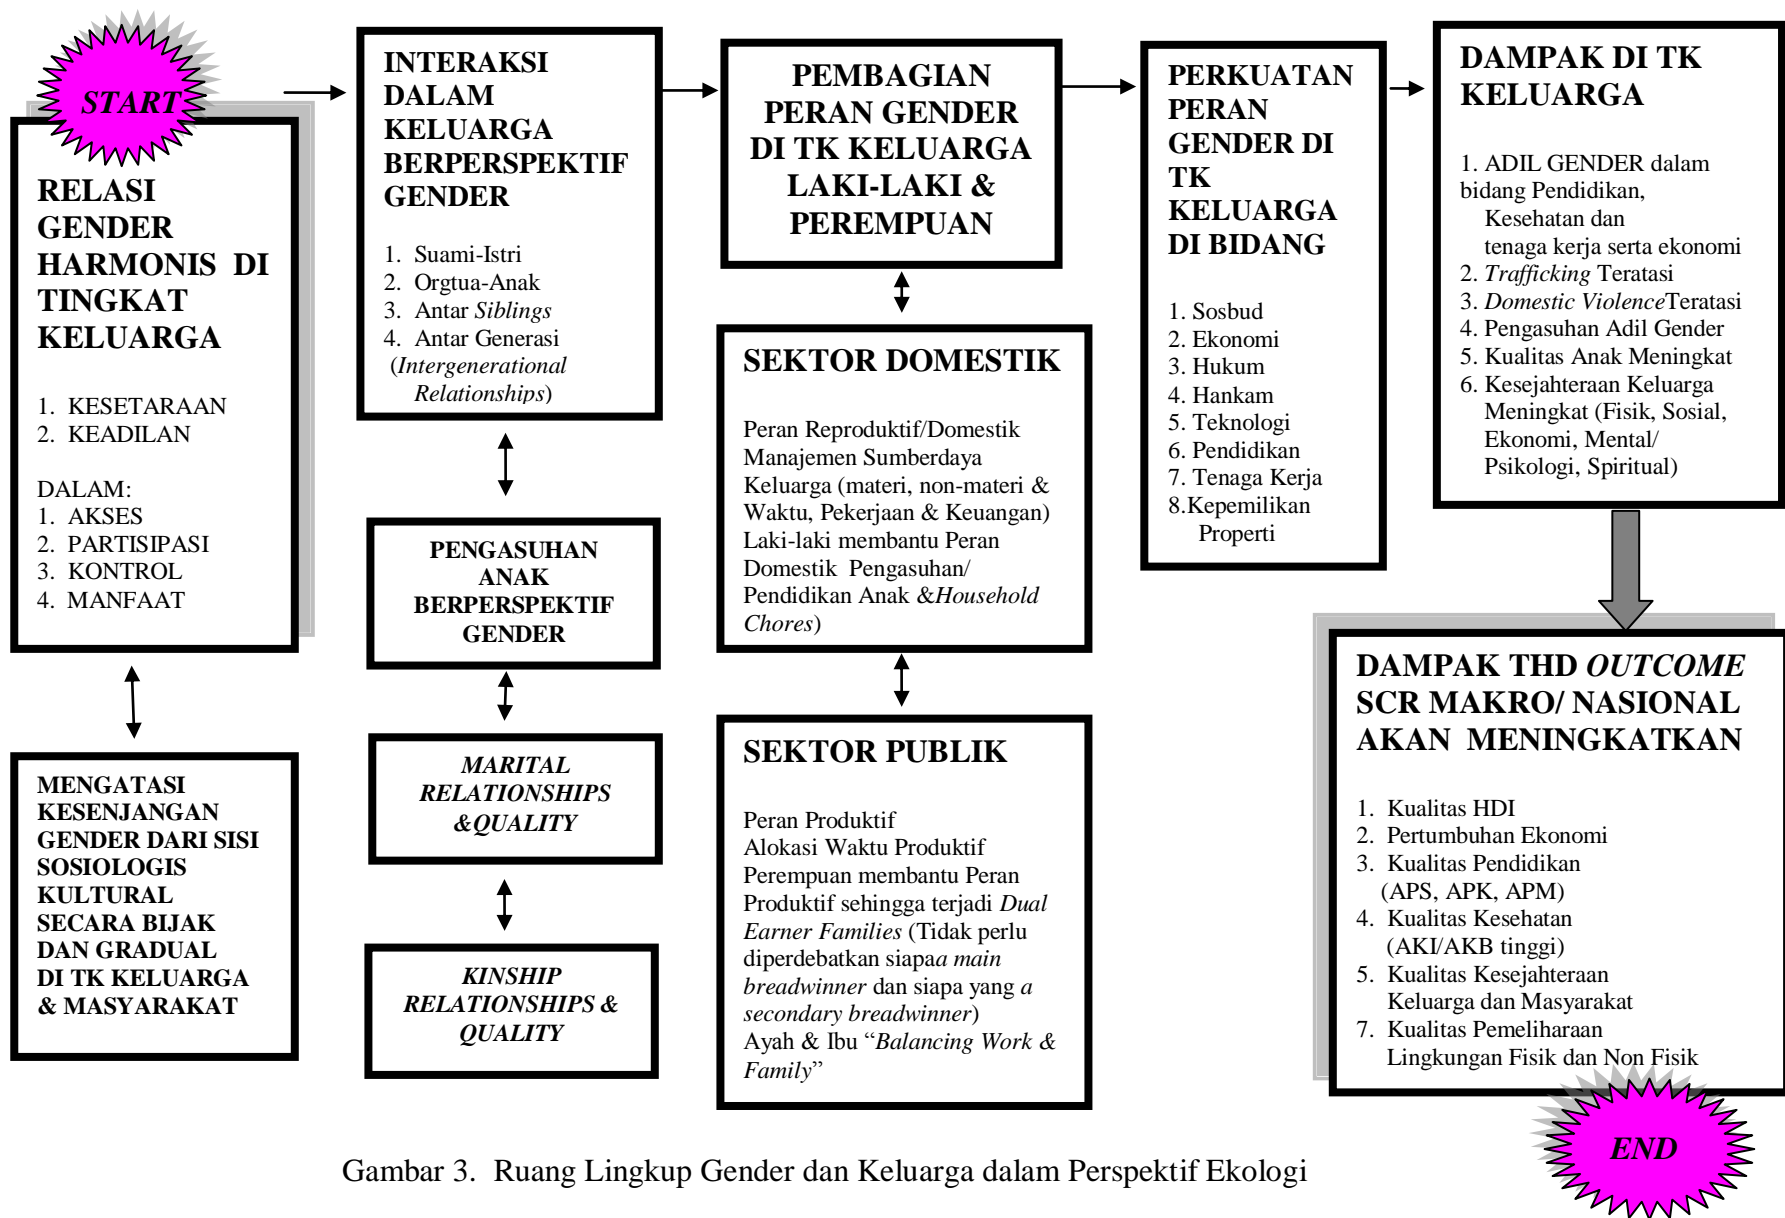 START
RELASI
GENDER
HARMONIS DI
TINGKAT
KELUARGA
1. KESETARAAN
2. KEADILAN
DALAM:
1. AKSES
2. PARTISIPASI
3. KONTROL
4. MANFAAT
MENGATASI
KESENJANGAN
GENDER DARI SISI
SOSIOLOGIS
KULTURAL
SECARA BIJAK
DAN GRADUAL
DI TK KELUARGA
& MASYARAKAT
INTERAKSI
DALAM
KELUARGA
BERPERSPEKTIF
GENDER
1. Suami-Istri
2. Orgtua-Anak
3. Antar Siblings
4. Antar Generasi
(Intergenerational
Relationships)
PENGASUHAN
ANAK
BERPERSPEKTIF
GENDER
MARITAL
RELATIONSHIPS
&QUALITY
KINSHIP
RELATIONSHIPS &
QUALITY
PEMBAGIAN
PERAN GENDER
DI TK KELUARGA
LAKI-LAKI &
PEREMPUAN
SEKTOR DOMESTIK
Peran Reproduktif/Domestik
Manajemen Sumberdaya
Keluarga (materi, non-materi &
Waktu, Pekerjaan & Keuangan)
Laki-laki membantu Peran
Domestik Pengasuhan/
Pendidikan Anak &Household
Chores)
SEKTOR PUBLIK
Peran Produktif
Alokasi Waktu Produktif
Perempuan membantu Peran
Produktif sehingga terjadi Dual
Earner Families (Tidak perlu
diperdebatkan siapaa main
breadwinner dan siapa yang a
secondary breadwinner)
Ayah & Ibu “Balancing Work &
Family”
PERKUATAN
PERAN
GENDER DI
TK
KELUARGA
DI BIDANG
1. Sosbud
2. Ekonomi
3. Hukum
4. Hankam
5. Teknologi
6. Pendidikan
7. Tenaga Kerja
8.Kepemilikan
Properti
DAMPAK DI TK
KELUARGA
1. ADIL GENDER dalam
bidang Pendidikan,
Kesehatan dan
tenaga kerja serta ekonomi
2. Trafficking Teratasi
3. Domestic ViolenceTeratasi
4. Pengasuhan Adil Gender
5. Kualitas Anak Meningkat
6. Kesejahteraan Keluarga
Meningkat (Fisik, Sosial,
Ekonomi, Mental/
Psikologi, Spiritual)
DAMPAK THD OUTCOME
SCR MAKRO/ NASIONAL
AKAN MENINGKATKAN
1. Kualitas HDI
2. Pertumbuhan Ekonomi
3. Kualitas Pendidikan
(APS, APK, APM)
4. Kualitas Kesehatan
(AKI/AKB tinggi)
5. Kualitas Kesejahteraan
Keluarga dan Masyarakat
7. Kualitas Pemeliharaan
Lingkungan Fisik dan Non Fisik
END
Gambar 3. Ruang Lingkup Gender dan Keluarga dalam Perspektif Ekologi